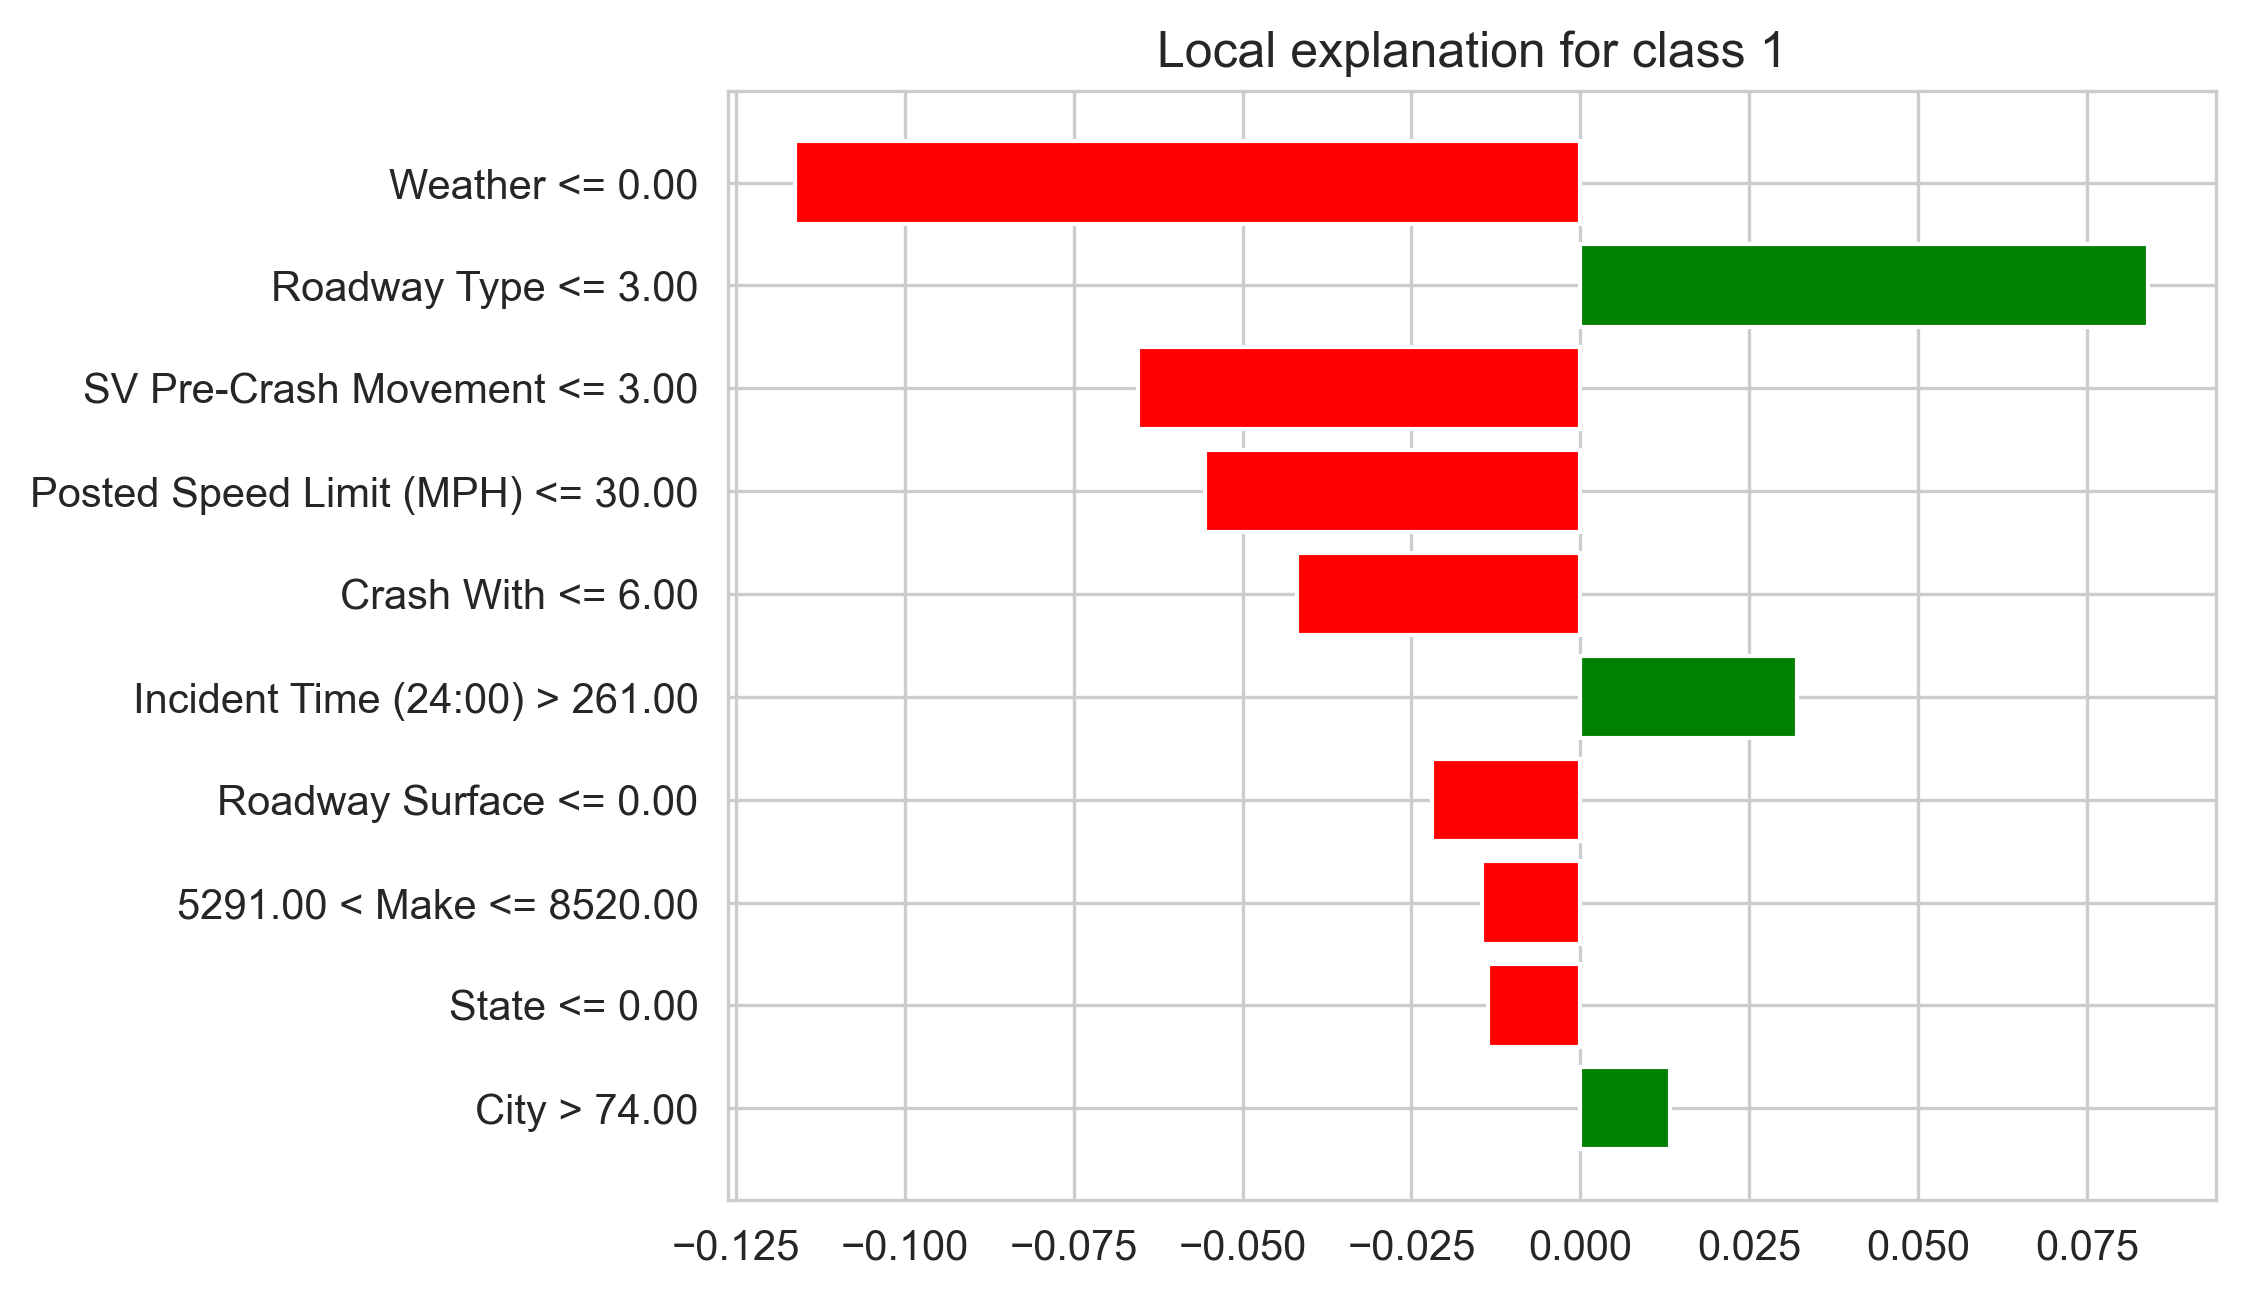 Local explanation for class 1
Weather <= 0.00
Roadway Type <= 3.00
SV Pre-Crash Movement <= 3.00
Posted Speed Limit (MPH) <= 30.00
Crash With <= 6.00
Incident Time (24:00) > 261.00
Roadway Surface <= 0.00
5291.00 < Make <= 8520.00
State <= 0.00
City > 74.00
−0.125 −0.100 −0.075 −0.050 −0.025 0.000 0.025 0.050 0.075